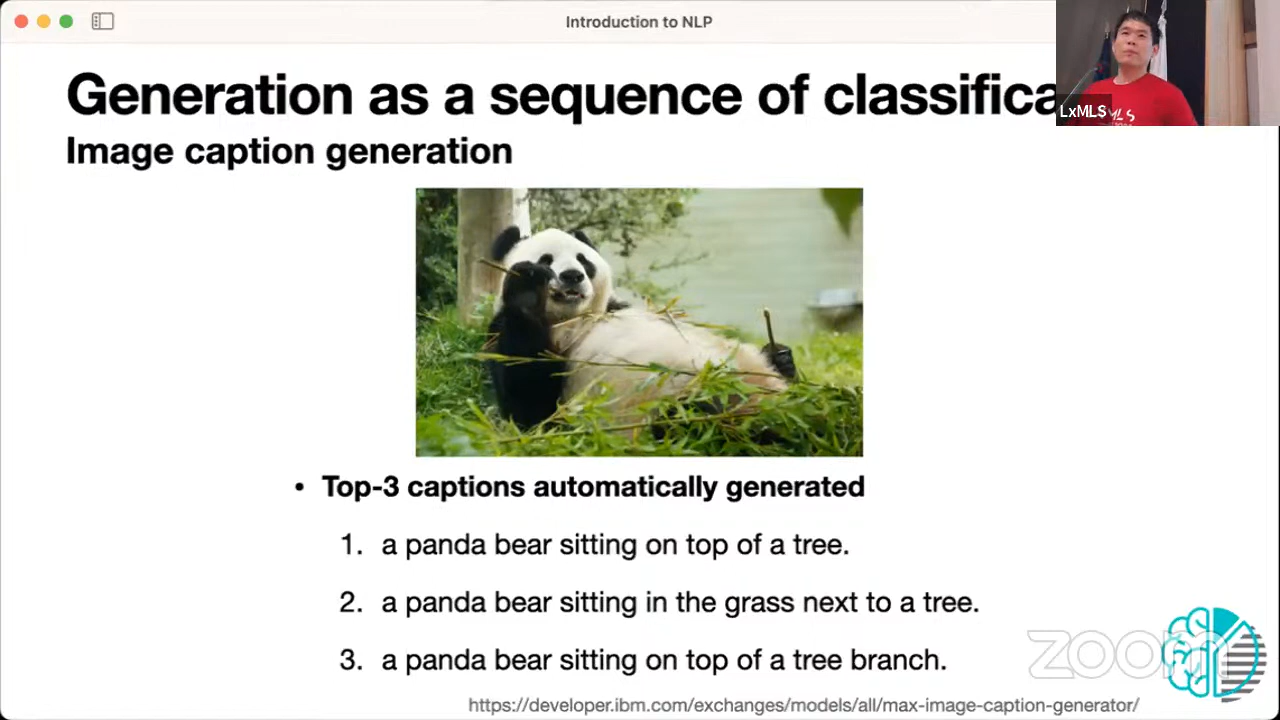 Introduction to NLP
Generation as a sequence of classifica
LxMLS
Image caption generation
• Top-3 captions automatically generated
1. a panda bear sitting on top of a tree.
2. a panda bear sitting in the grass next to a tree.
3. a panda bear sitting on top of a tree branch.
zoom
https://developer.ibm.com/exchanges/models/all/max-image-caption-generator/